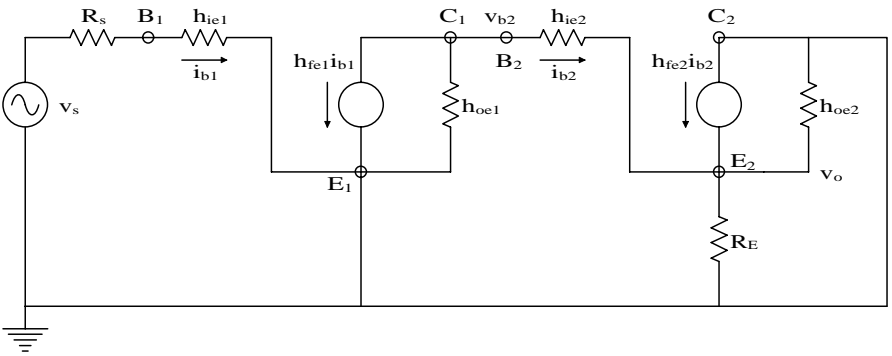 Rs B1 hie1 C1 vb2 hie2 C2
ib1 hfe1ib1 B2 ib2 hfe2ib2
vs hoe1 hoe2
E1 E2 vo
RE